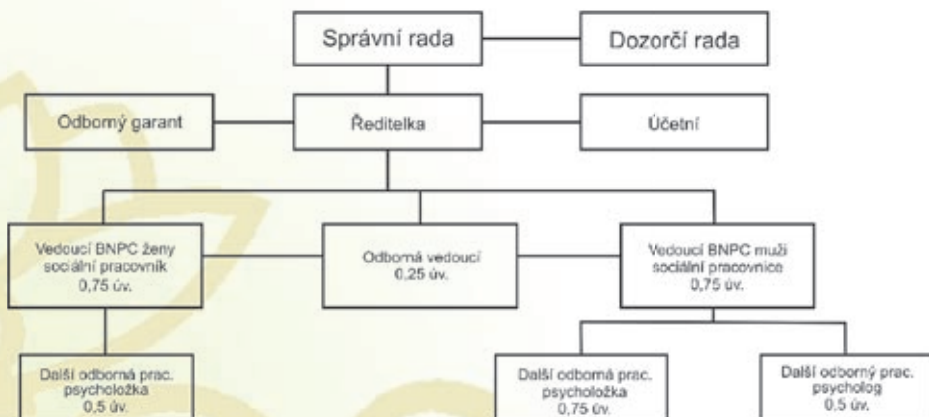 Správní rada
Dozorčí rada
Odborný garant
Ředitelka
Účetní
Vedoucí BNPC ženy
sociální pracovník
0,75 úv.
Odborná vedoucí
0,25 úv.
Vedoucí BNPC muži
sociální pracovnice
0,75 úv.
Další odborná prac.
psycholožka
0,5 úv.
Další odborná prac.
psycholožka
0,75 úv.
Další odborný prac.
psycholog
0,5 úv.